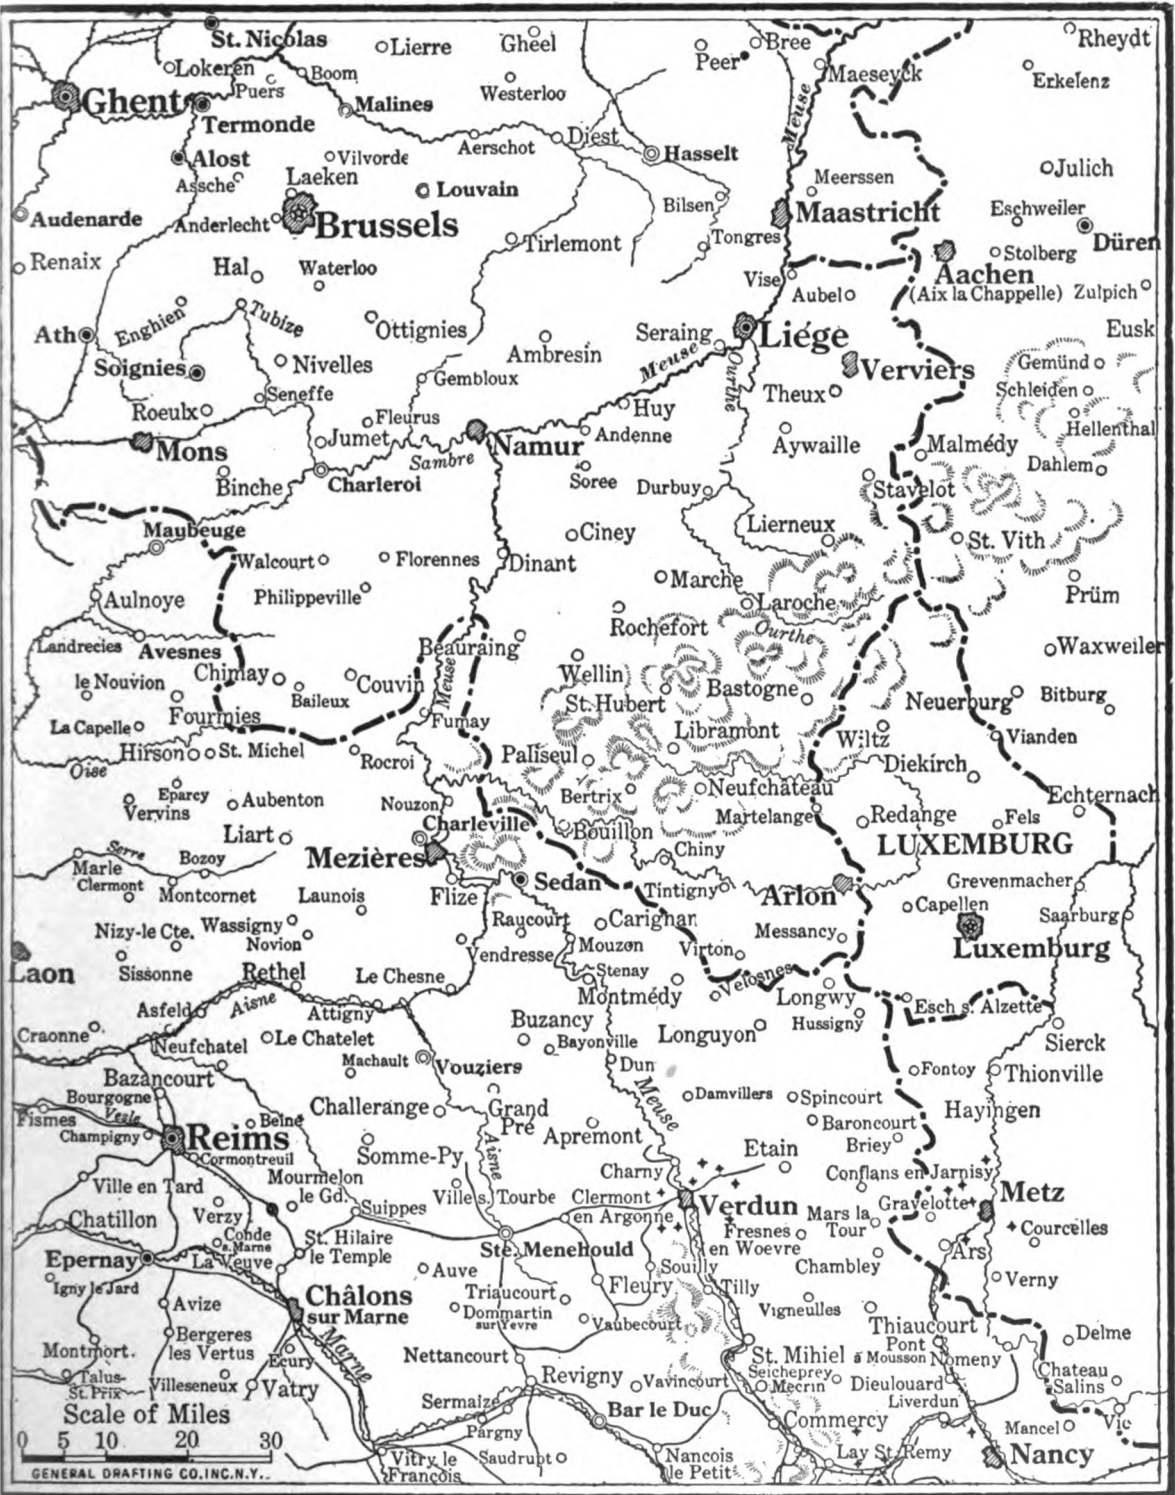 St. Nicolas
Lierre
Gheel
Bree
Rheydt
Peer
Lokeren
Boom
Maeseyck
Erkelenz
Puers
Westerloo
Ghent
Malines
Meuse
Termonde
Aerschot
Diest
Hasselt
Alost
Vilvorde
Julich
Assche
Laeken
Louvain
Meerssen
Bilsen
Audenarde
Anderlecht
Brussels
Maastricht
Eschweiler
Tirlemont
Tongres
Düren
Renaix
Hal
Waterloo
Stolberg
Vise
Aachen
Aubel
(Aix la Chappelle)
Zulpich
Enghien
Tubize
Ath
Ottignies
Seraing
Liége
Eusk
Ambresin
Meuse
Ourthe
Soignies
Nivelles
Gembloux
Verviers
Gemünd
Schleiden
Seneffe
Theux
Roeulx
Fleurus
Huy
Hellenthal
Jumet
Andenne
Aywaille
Malmédy
Mons
Namur
Sambre
Dahlem
Binche
Charleroi
Soree
Durbuy
Stavelot
Maubeuge
Ciney
Lierneux
St. Vith
Walcourt
Florennes
Dinant
Philippeville
Marche
Prüm
Aulnoye
Laroche
Rochefort
Ourthe
Landrecies
Avesnes
Beauraing
Waxweiler
le Nouvion
Chimay
Couvin
Meuse
Wellin
Bastogne
Bitburg
Bailleux
St. Hubert
Neuerburg
La Capelle
Fourmies
Fumay
Libramont
Wiltz
Vianden
Hirson
St. Michel
Rocroi
Paliseul
Oise
Diekirch
Eparcy
Aubenton
Nouzon
Bertrix
Neufchâteau
Echternach
Vervins
Martelange
Redange
Fels
Liart
Charleville
Bouillon
LUXEMBURG
Serre
Mezières
Chiny
Marle
Bozoy
Clermont
Montcornet
Launois
Flize
Sedan
Tintigny
Arlon
Grevenmacher
Capellen
Nizy-le Cte.
Wassigny
Raucourt
Carignan
Saarburg
Novion
Messancy
Laon
Vendresse
Mouzon
Virton
Luxemburg
Sissonne
Rethel
Le Chesne
Stenay
Velosnes
Montmédy
Longwy
Esch s. Alzette
Asfeld
Aisne
Attigny
Buzancy
Longuyon
Hussigny
Craonne
Neufchatel
Le Chatelet
Bayonville
Sierck
Machault
Vouziers
Dun
Fontoy
Thionville
Bazancourt
Meuse
Bourgogne
Damvillers
Spincourt
Fismes
Vesle
Beine
Challerange
Grand
Pré
Hayingen
Champigny
Reims
Apremont
Baroncourt
Briey
Cormontreuil
Somme-Py
Aisne
Etain
Mourmelon
le Gd.
Charny
Conflans en Jarnisy
Ville en Tard
Ville s. Tourbe
Clermont
en Argonne
Verdun
Gravelotte
Metz
Chatillon
Verzy
Suippes
Mars la
Tour
Courcelles
Conde
s. Marne
St. Hilaire
le Temple
Ste. Menehould
Fresnes
en Woevre
Ars
Epernay
La Veuve
Souilly
Chambley
Igny le Jard
Auve
Fleury
Tilly
Verny
Avize
Châlons
sur Marne
Triaucourt
Dommartin
sur Yevre
Vaubecourt
Vigneulles
Bergeres
les Vertus
Marne
Thiaucourt
Delme
Montmort.
Ecury
Nettancourt
St. Mihiel
Pont
à Mousson
Nomeny
Talus-
St. Prix
Villeseneux
Vatry
Revigny
Vavincourt
Seicheprey
Mecrin
Dieulouard
Chateau
Salins
Scale of Miles
Sermaize
Bar le Duc
Liverdun
Pargny
Commercy
Mancel
Vic
0 5 10 20 30
Vitry le
François
Saudrupt
Nancois
le Petit
Lay St. Remy
Nancy
GENERAL DRAFTING CO.INC.N.Y.